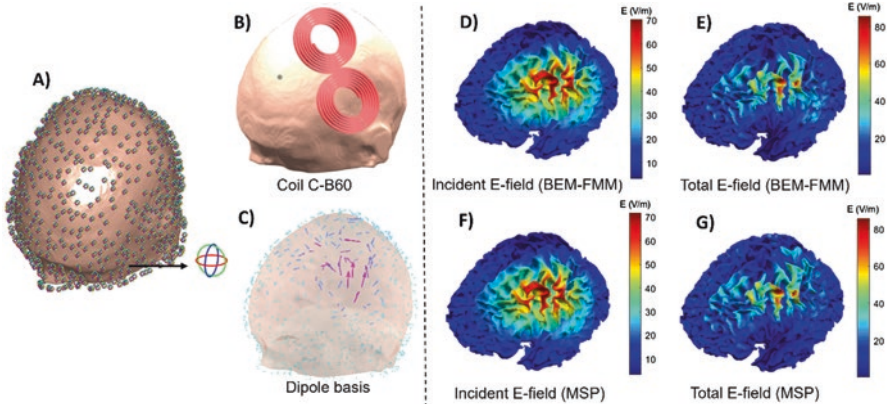 A)
B)
Coil C-B60
C)
Dipole basis
D)
E (V/m)
70
60
50
40
30
20
10
Incident E-field (BEM-FMM)
E)
E (V/m)
80
60
40
20
Total E-field (BEM-FMM)
F)
E (V/m)
70
60
50
40
30
20
10
Incident E-field (MSP)
G)
E (V/m)
80
60
40
20
Total E-field (MSP)